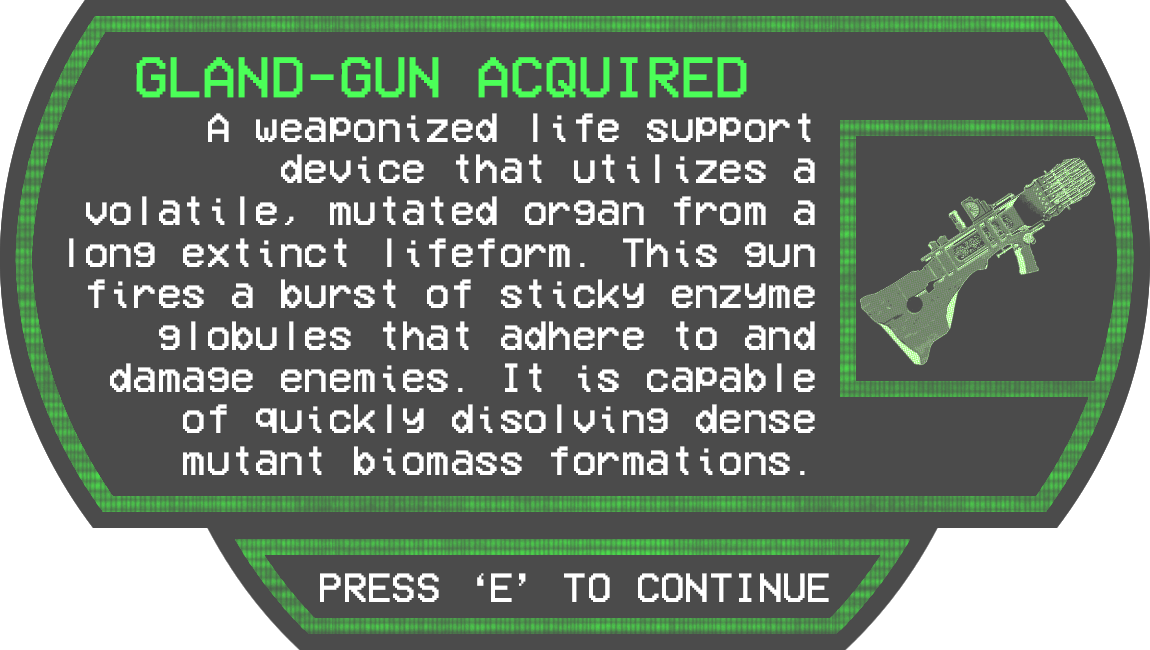 GLAND-GUN ACQUIRED
A weaponized life support
device that utilizes a
volatile, mutated organ from a
long extinct lifeform. This gun
fires a burst of sticky enzyme
globules that adhere to and
damage enemies. It is capable
of quickly disolving dense
mutant biomass formations.
PRESS ‘E’ TO CONTINUE